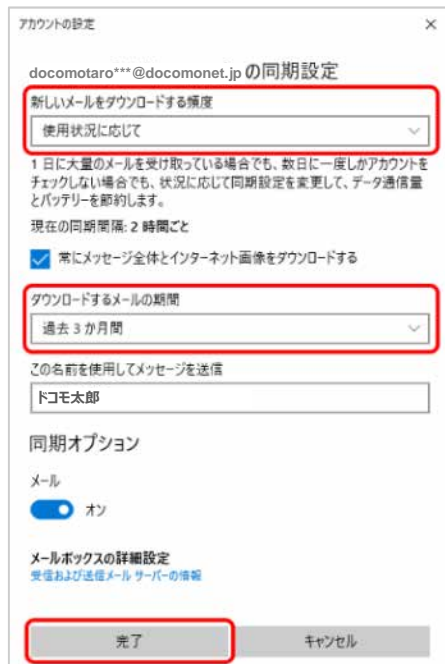 アカウントの設定
docomotaro***@docomonet.jp の同期設定
新しいメールをダウンロードする頻度
使用状況に応じて
1 日に大量のメールを受け取っている場合でも、数日に一度しかアカウントを
チェックしない場合でも、状況に応じて同期設定を変更して、データ通信量
とバッテリーを節約します。
現在の同期間隔: 2 時間ごと
常にメッセージ全体とインターネット画像をダウンロードする
ダウンロードするメールの期間
過去 3 か月間
この名前を使用してメッセージを送信
ドコモ太郎
同期オプション
メール
オン
メールボックスの詳細設定
受信および送信メール サーバーの情報
完了
キャンセル